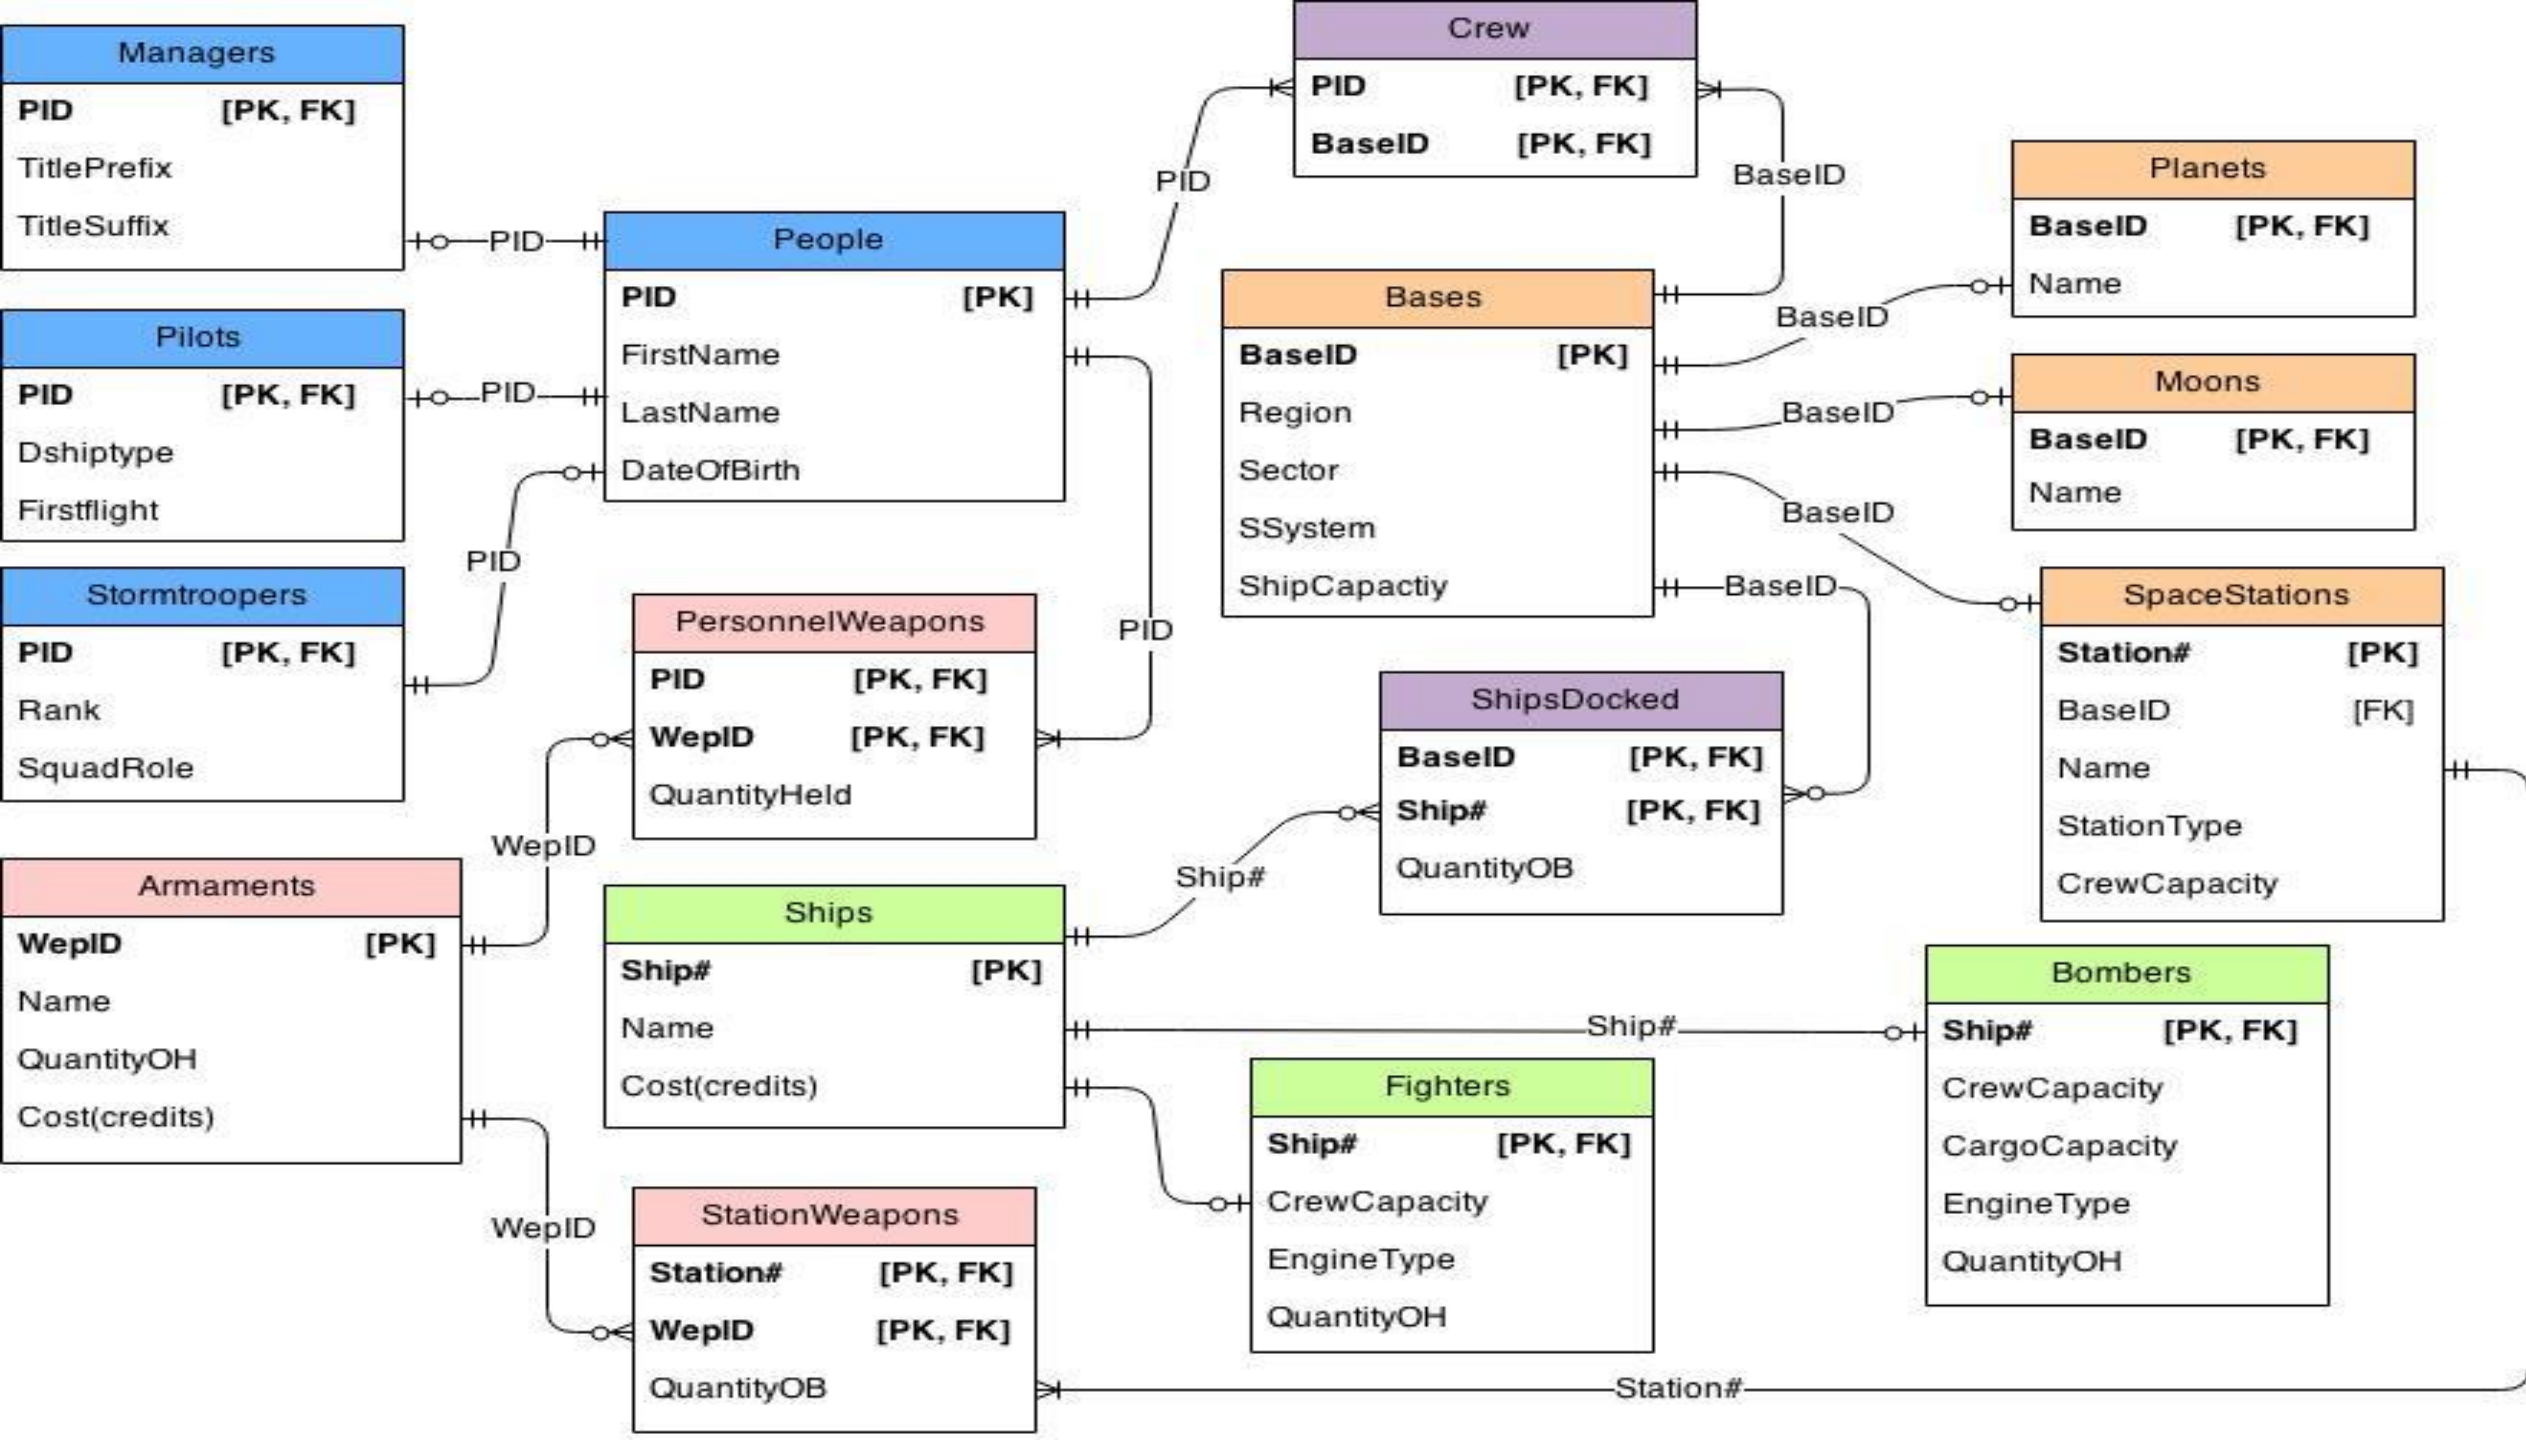 Managers
PID [PK, FK]
TitlePrefix
TitleSuffix
Pilots
PID [PK, FK]
Dshiptype
Firstflight
Stormtroopers
PID [PK, FK]
Rank
SquadRole
Armaments
WepID [PK]
Name
QuantityOH
Cost(credits)
PID
PID
PID
WepID
WepID
People
PID [PK]
FirstName
LastName
DateOfBirth
PersonnelWeapons
PID [PK, FK]
WepID [PK, FK]
QuantityHeld
Ships
Ship# [PK]
Name
Cost(credits)
StationWeapons
Station# [PK, FK]
WepID [PK, FK]
QuantityOB
PID
PID
Ship#
Crew
PID [PK, FK]
BaseID [PK, FK]
Bases
BaseID [PK]
Region
Sector
SSystem
ShipCapactiy
ShipsDocked
BaseID [PK, FK]
Ship# [PK, FK]
QuantityOB
Fighters
Ship# [PK, FK]
CrewCapacity
EngineType
QuantityOH
BaseID
BaseID
BaseID
BaseID
BaseID
Ship#
Station#
Planets
BaseID [PK, FK]
Name
Moons
BaseID [PK, FK]
Name
SpaceStations
Station# [PK]
BaseID [FK]
Name
StationType
CrewCapacity
Bombers
Ship# [PK, FK]
CrewCapacity
CargoCapacity
EngineType
QuantityOH